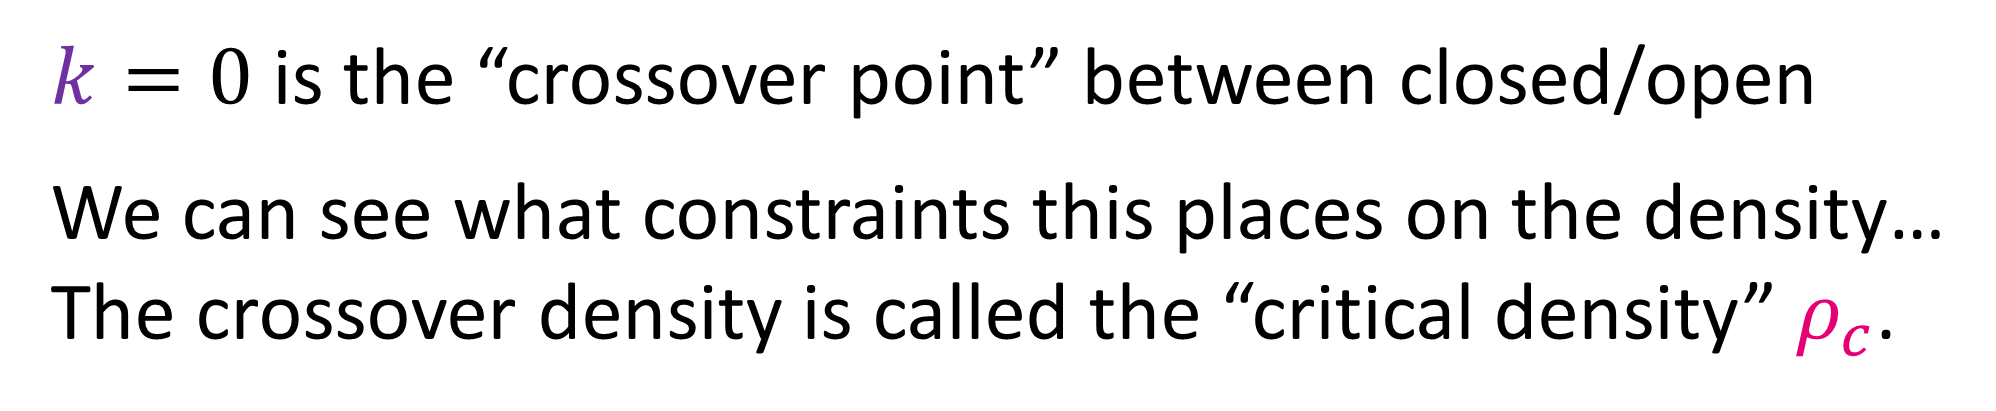 k = 0 is the “crossover point” between closed/open
We can see what constraints this places on the density…
The crossover density is called the “critical density” ρc.